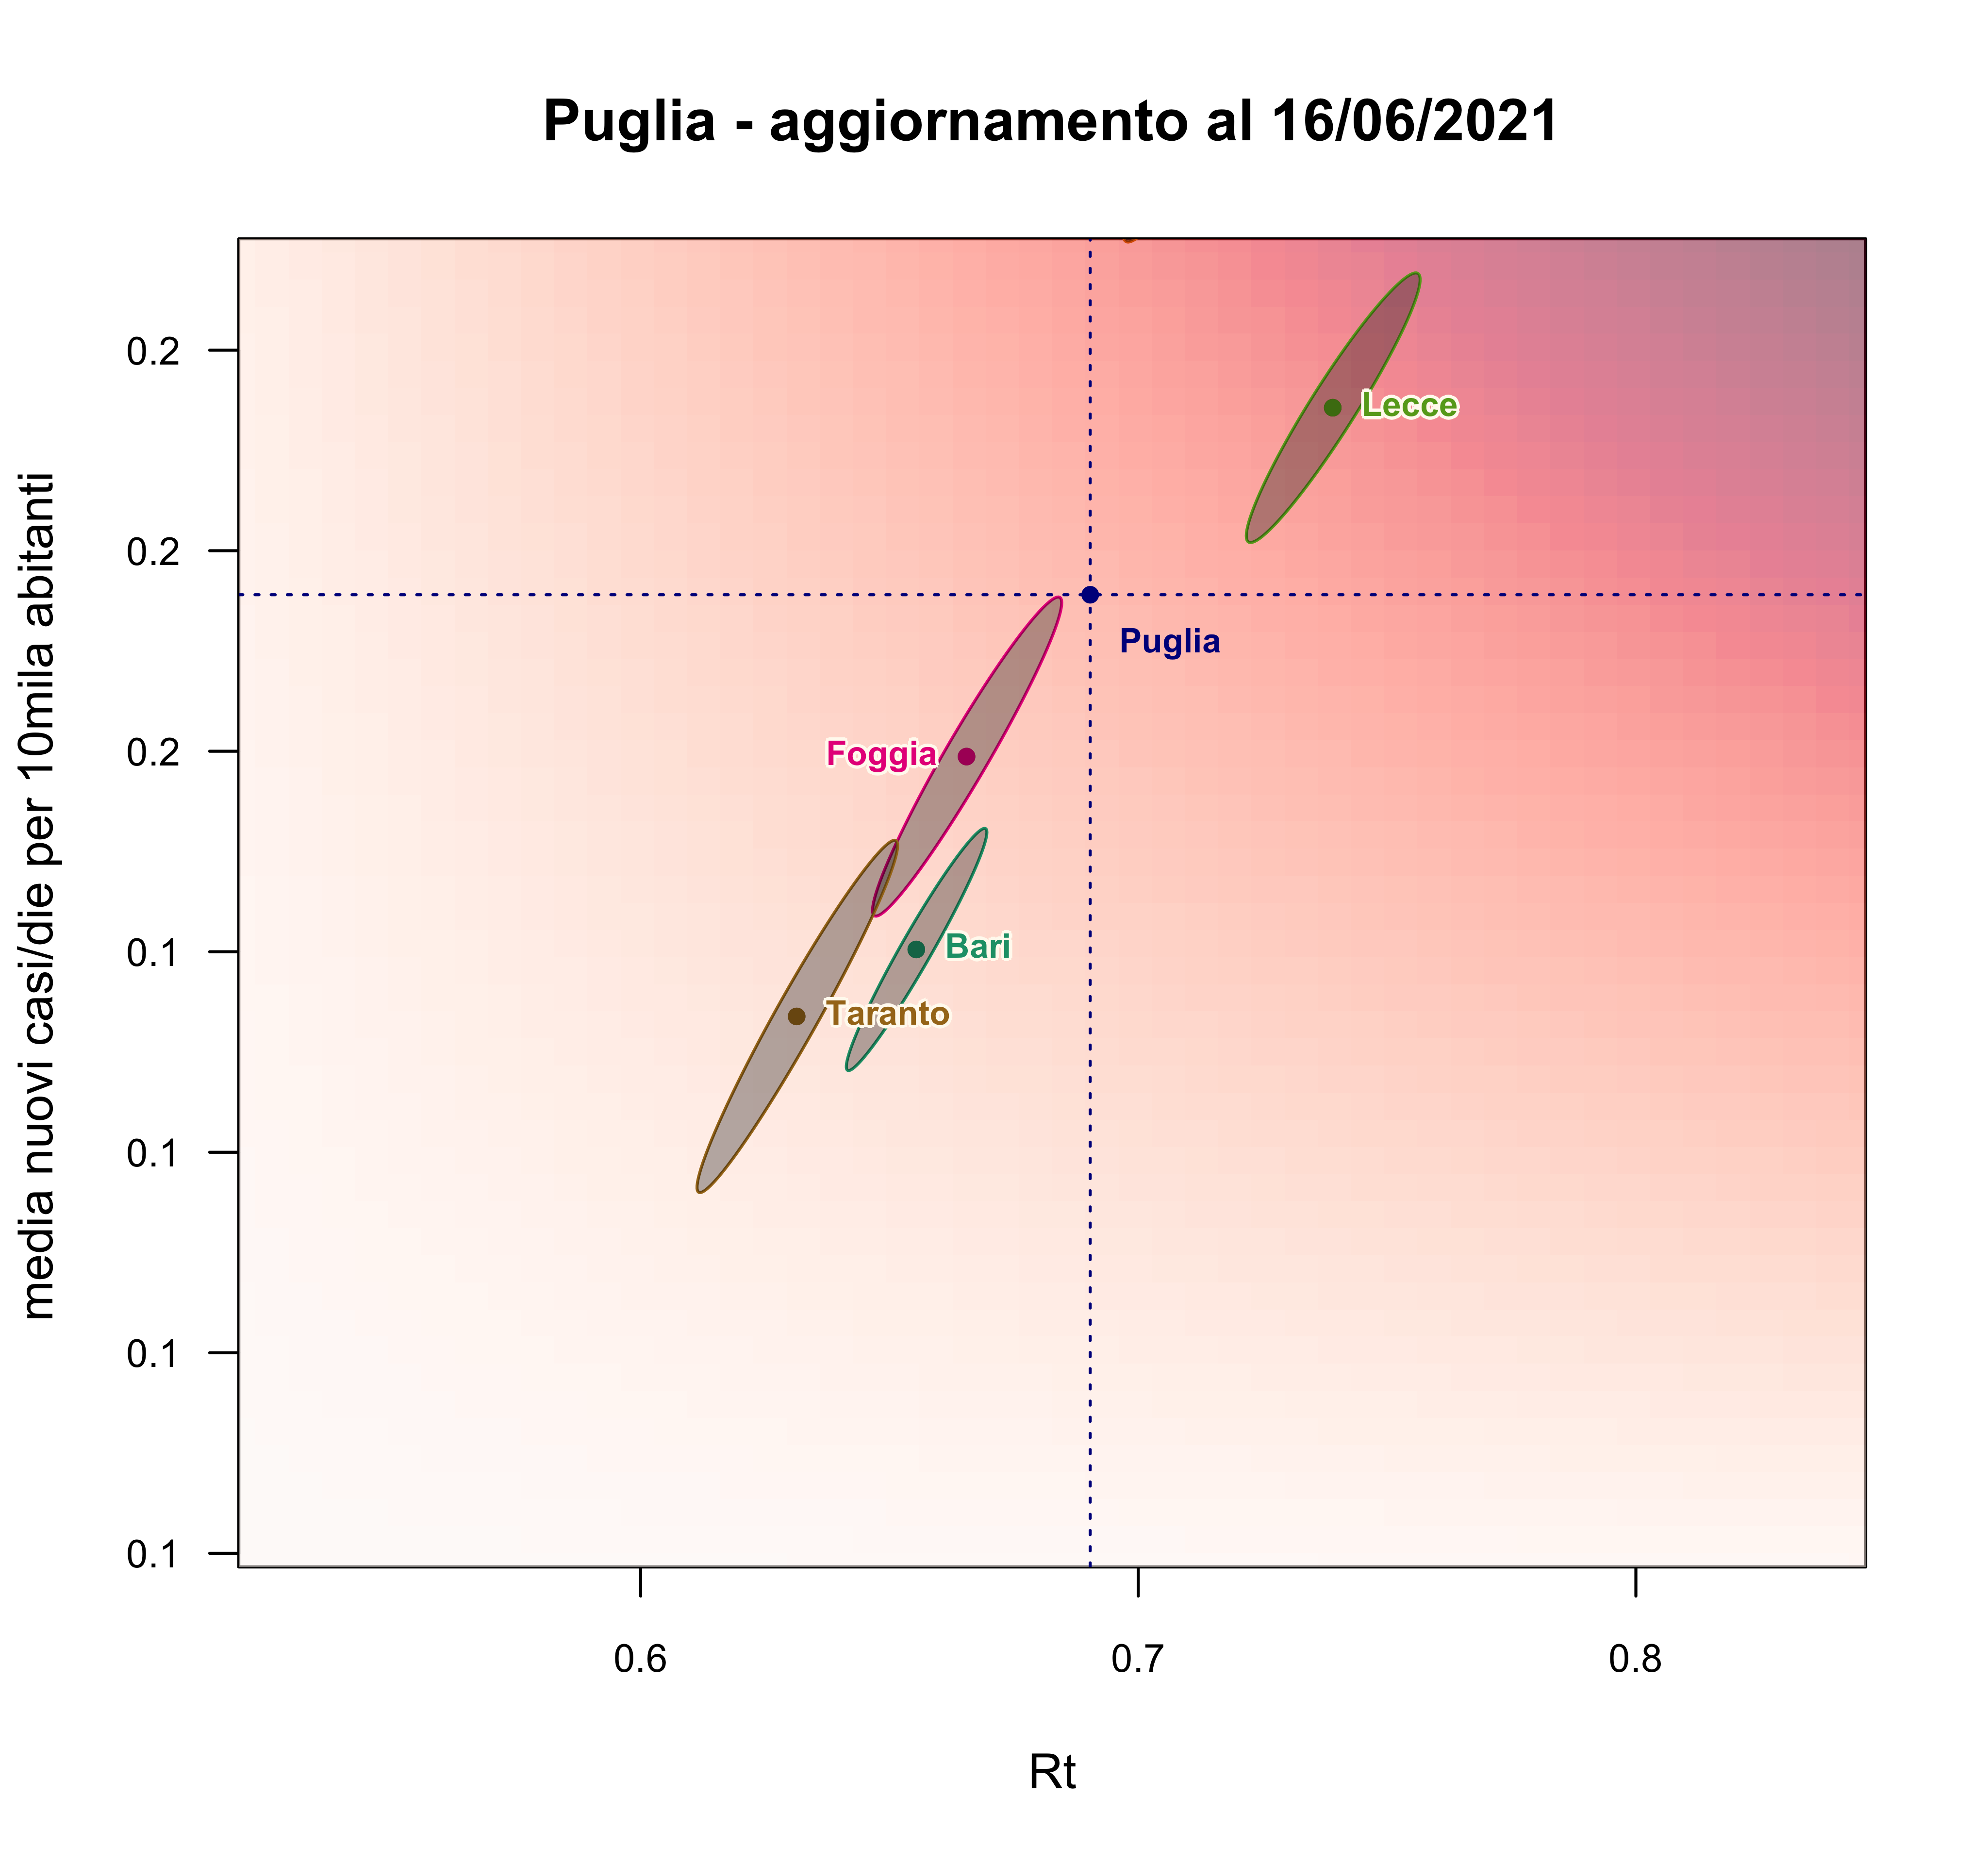 Puglia - aggiornamento al 16/06/2021
media nuovi casi/die per 10mila abitanti
0.2
0.2
0.2
0.1
0.1
0.1
0.1
Lecce
Puglia
Foggia
Bari
Taranto
0.6
0.7
0.8
Rt